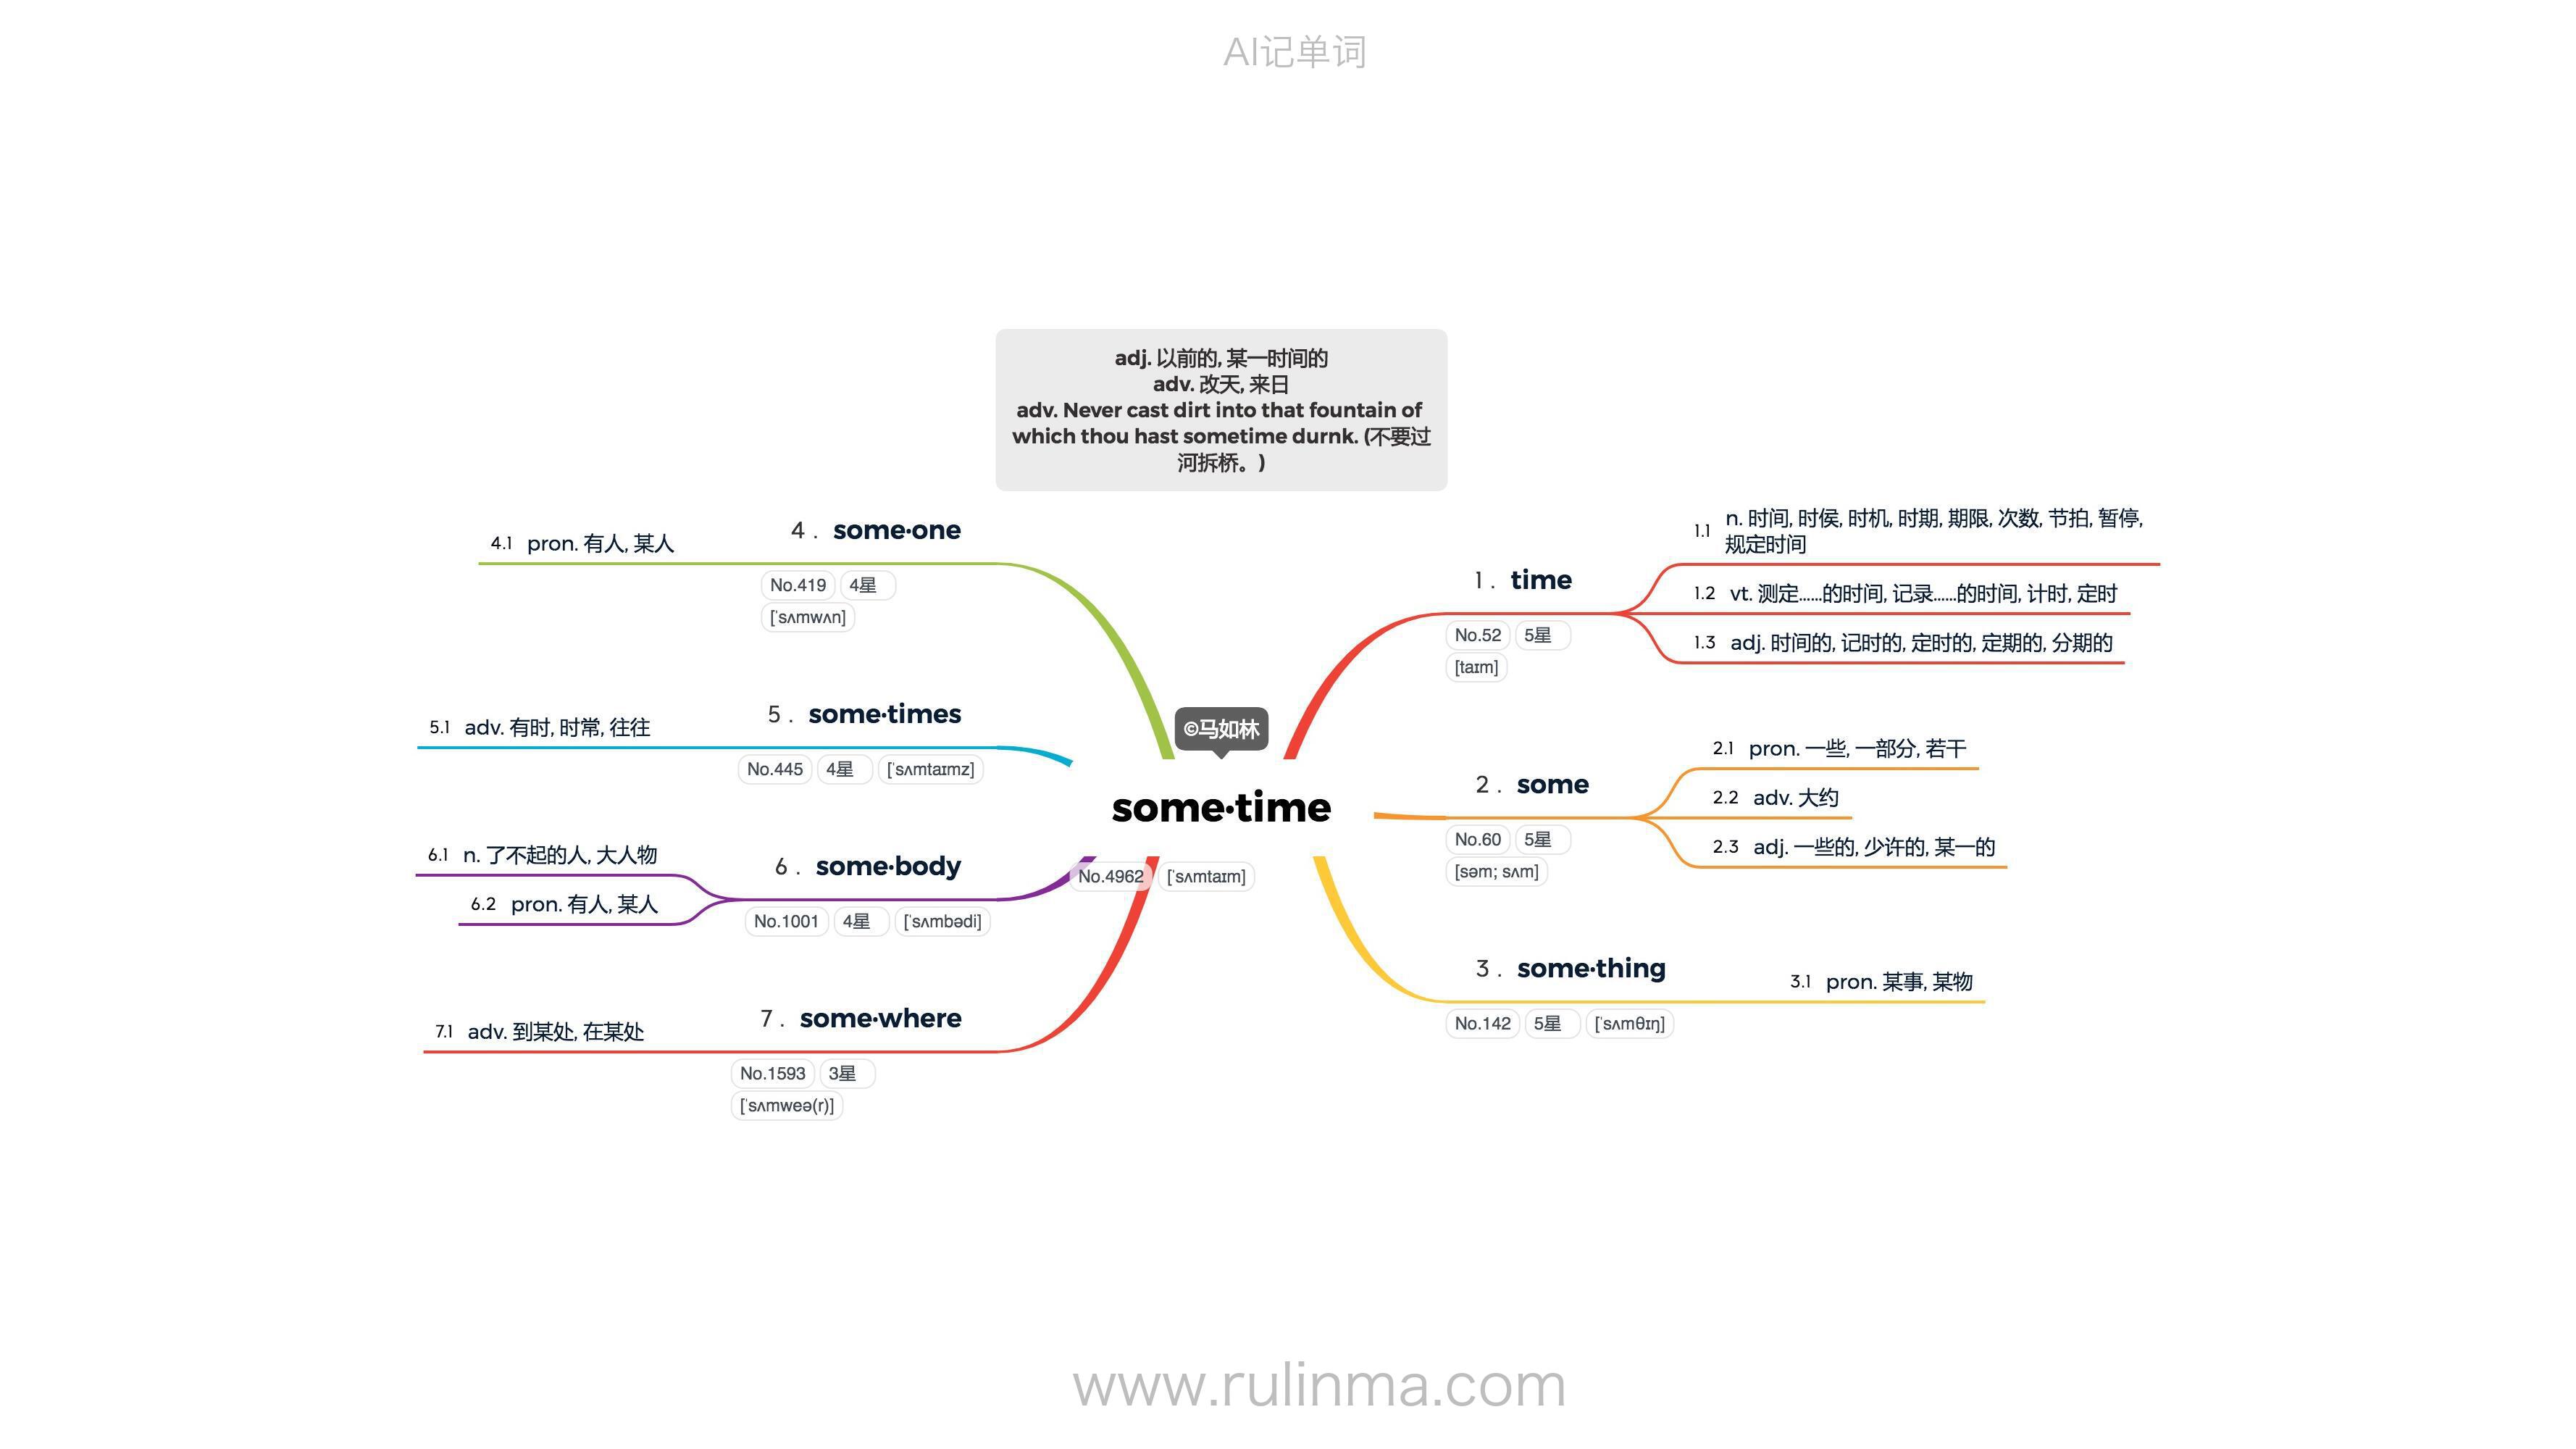 AI记单词
adj. 以前的, 某一时间的
adv. 改天, 来日
adv. Never cast dirt into that fountain of
which thou hast sometime durnk. (不要过
河拆桥。)
©马如林
some·time
No.4962 ['sʌmtaɪm]
1 . time
No.52 5星
[taɪm]
1.1 n. 时间, 时侯, 时机, 时期, 期限, 次数, 节拍, 暂停,
规定时间
1.2 vt. 测定……的时间, 记录……的时间, 计时, 定时
1.3 adj. 时间的, 记时的, 定时的, 定期的, 分期的
2 . some
No.60 5星
[səm; sʌm]
2.1 pron. 一些, 一部分, 若干
2.2 adv. 大约
2.3 adj. 一些的, 少许的, 某一的
3 . some·thing
No.142 5星 ['sʌmθɪŋ]
3.1 pron. 某事, 某物
4 . some·one
No.419 4星
['sʌmwʌn]
4.1 pron. 有人, 某人
5 . some·times
No.445 4星 ['sʌmtaɪmz]
5.1 adv. 有时, 时常, 往往
6 . some·body
No.1001 4星 ['sʌmbədi]
6.1 n. 了不起的人, 大人物
6.2 pron. 有人, 某人
7 . some·where
No.1593 3星
['sʌmweə(r)]
7.1 adv. 到某处, 在某处
www.rulinma.com